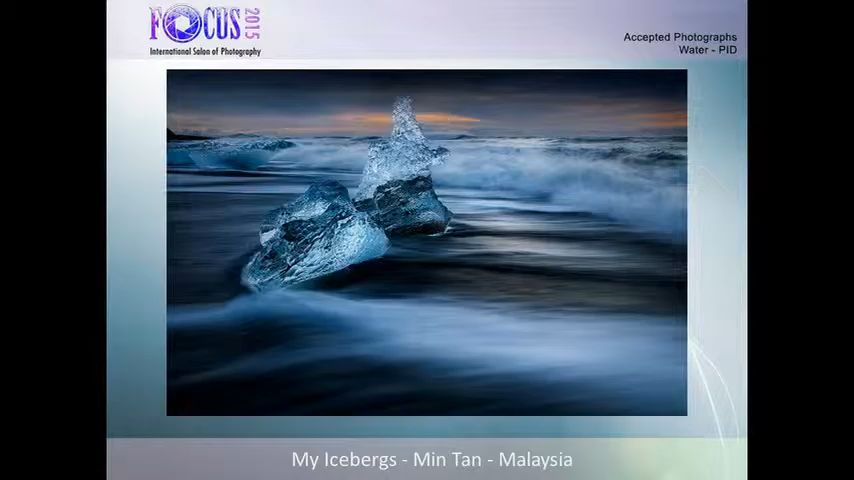 FOCUS 2015
International Salon of Photography
Accepted Photographs
Water - PID
My Icebergs - Min Tan - Malaysia